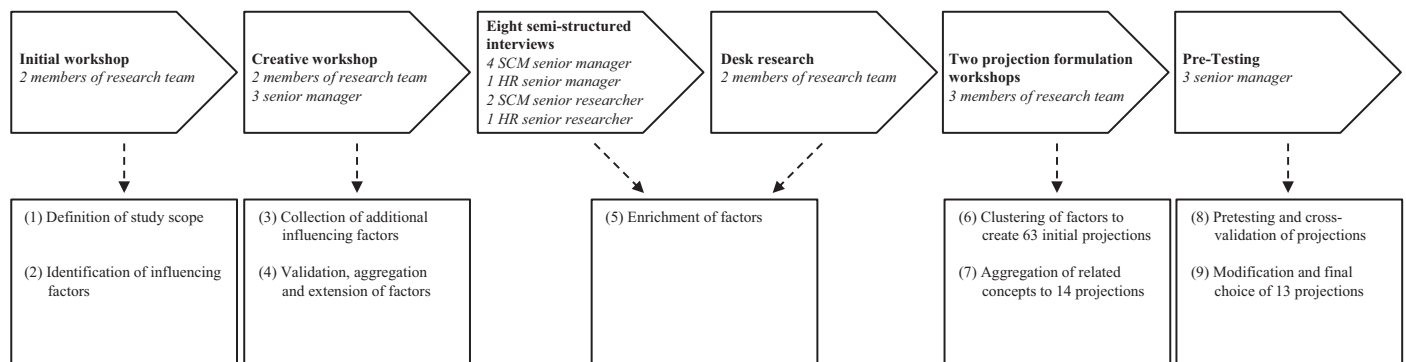 Initial workshop
2 members of research team
Creative workshop
2 members of research team
3 senior manager
Eight semi-structured
interviews
4 SCM senior manager
1 HR senior manager
2 SCM senior researcher
1 HR senior researcher
Desk research
2 members of research team
Two projection formulation
workshops
3 members of research team
Pre-Testing
3 senior manager
(1) Definition of study scope
(2) Identification of influencing
factors
(3) Collection of additional
influencing factors
(4) Validation, aggregation
and extension of factors
(5) Enrichment of factors
(6) Clustering of factors to
create 63 initial projections
(7) Aggregation of related
concepts to 14 projections
(8) Pretesting and cross-
validation of projections
(9) Modification and final
choice of 13 projections